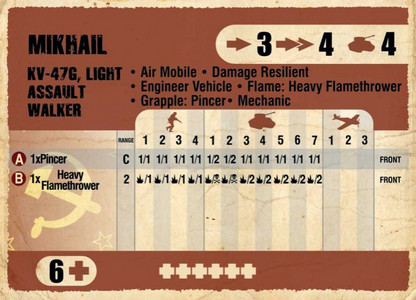 MIKHAIL
3 4 4
KV-47G, LIGHT
ASSAULT
WALKER
• Air Mobile • Damage Resilient
• Engineer Vehicle • Flame: Heavy Flamethrower
• Grapple: Pincer • Mechanic
RANGE 1 2 3 4 1 2 3 4 5 6 7 1 2 3
A 1xPincer C 1/1 1/1 1/1 1/1 1/2 1/2 1/1 1/1 1/1 1/1 1/1 FRONT
B 1x Heavy
Flamethrower 2 /1 /1 /1 /1 / / /2 /2 /2 /2 /2 FRONT
6